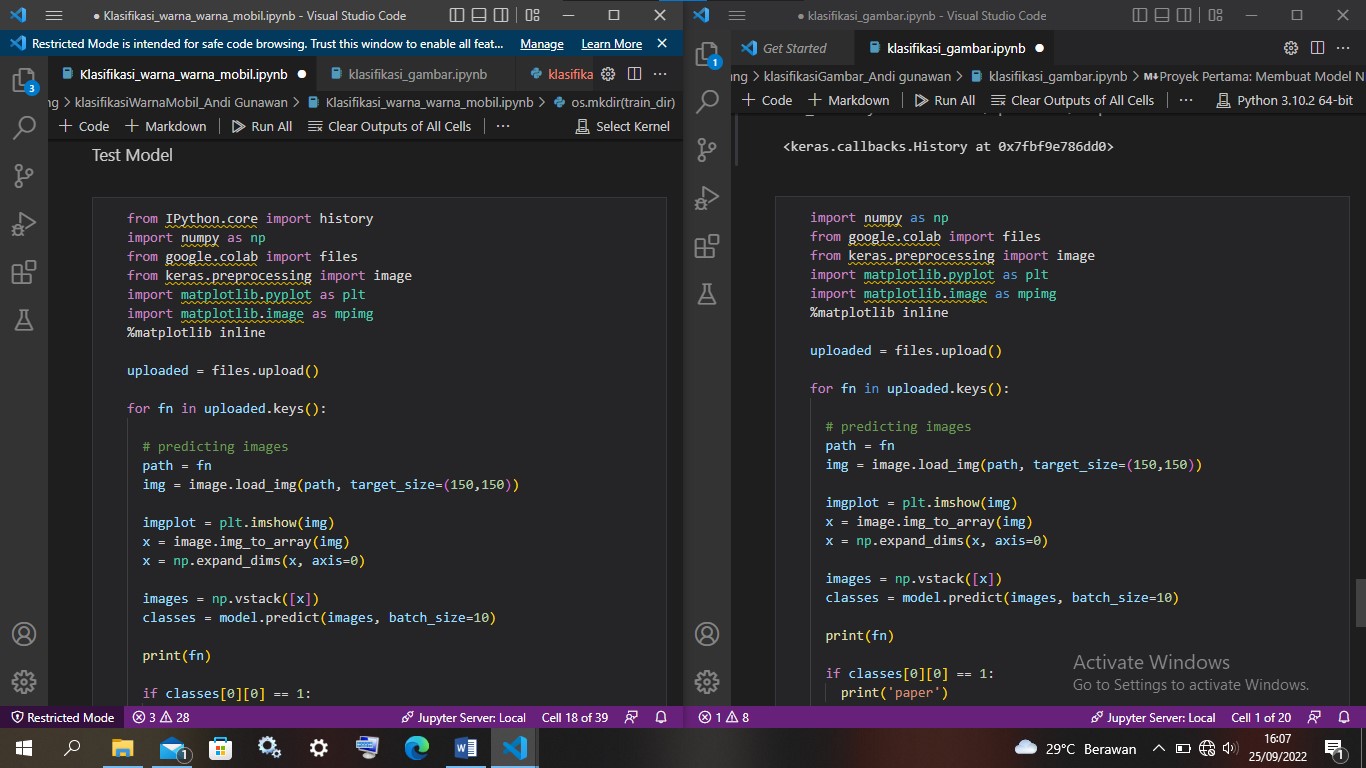 ● Klasifikasi_warna_warna_mobil.ipynb - Visual Studio Code
Restricted Mode is intended for safe code browsing. Trust this window to enable all feat... Manage Learn More
Klasifikasi_warna_warna_mobil.ipynb ● klasifikasi_gambar.ipynb klasifika
ng > klasifikasiWarnaMobil_Andi Gunawan > Klasifikasi_warna_warna_mobil.ipynb > os.mkdir(train_dir)
+ Code + Markdown Run All Clear Outputs of All Cells ... Select Kernel
3
Test Model
from IPython.core import history
import numpy as np
from google.colab import files
from keras.preprocessing import image
import matplotlib.pyplot as plt
import matplotlib.image as mpimg
%matplotlib inline
uploaded = files.upload()
for fn in uploaded.keys():
# predicting images
path = fn
img = image.load_img(path, target_size=(150,150))
imgplot = plt.imshow(img)
x = image.img_to_array(img)
x = np.expand_dims(x, axis=0)
images = np.vstack([x])
classes = model.predict(images, batch_size=10)
print(fn)
if classes[0][0] == 1:
Restricted Mode 3 28 Jupyter Server: Local Cell 18 of 39
● klasifikasi_gambar.ipynb - Visual Studio Code
Get Started klasifikasi_gambar.ipynb ●
ng > klasifikasiGambar_Andi gunawan > klasifikasi_gambar.ipynb > M↓Proyek Pertama: Membuat Model N
+ Code + Markdown Run All Clear Outputs of All Cells ... Python 3.10.2 64-bit
1
<keras.callbacks.History at 0x7fbf9e786dd0>
import numpy as np
from google.colab import files
from keras.preprocessing import image
import matplotlib.pyplot as plt
import matplotlib.image as mpimg
%matplotlib inline
uploaded = files.upload()
for fn in uploaded.keys():
# predicting images
path = fn
img = image.load_img(path, target_size=(150,150))
imgplot = plt.imshow(img)
x = image.img_to_array(img)
x = np.expand_dims(x, axis=0)
images = np.vstack([x])
classes = model.predict(images, batch_size=10)
print(fn)
if classes[0][0] == 1:
print('paper')
Activate Windows
Go to Settings to activate Windows.
1 8 Jupyter Server: Local Cell 1 of 20
1
29°C Berawan
16:07
25/09/2022
1